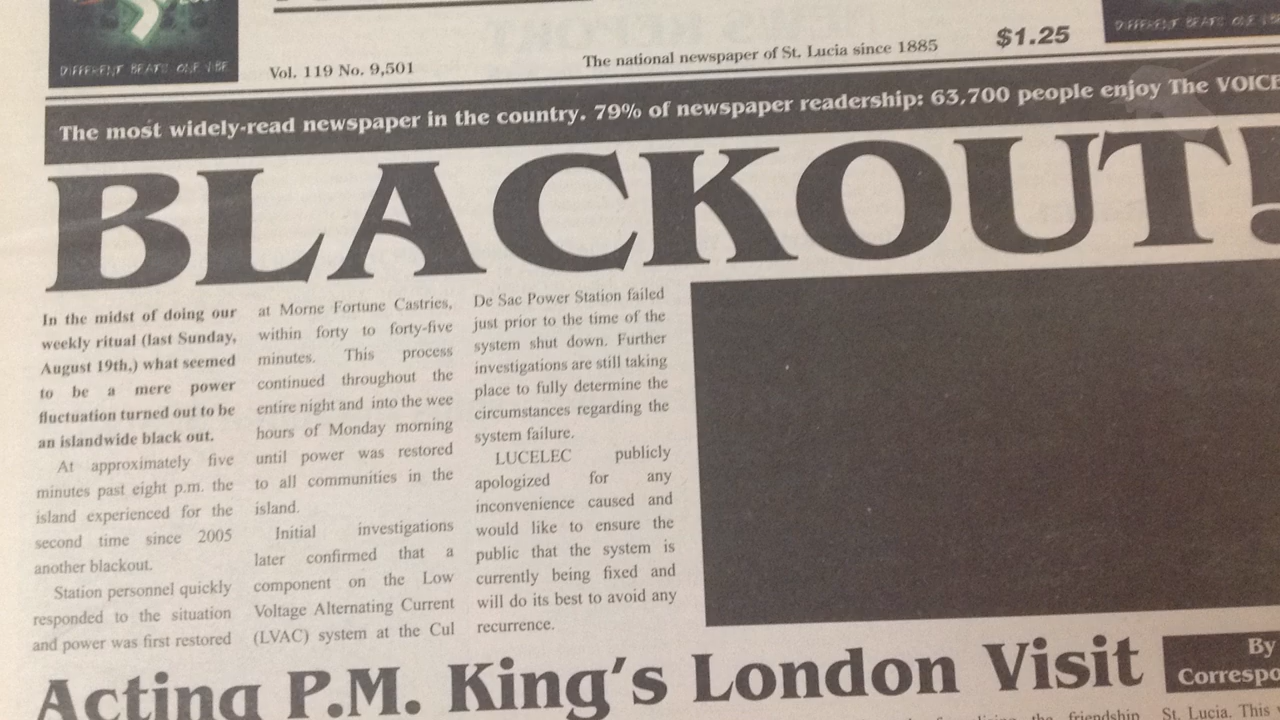 DIFFERENT BEATS ONE VIBE
Vol. 119 No. 9,501
The national newspaper of St. Lucia since 1885
$1.25
DIFFERENT BEATS ONE
The most widely-read newspaper in the country. 79% of newspaper readership: 63,700 people enjoy The VOICE
BLACKOUT!
In the midst of doing our
weekly ritual (last Sunday,
August 19th,) what seemed
to be a mere power
fluctuation turned out to be
an islandwide black out.
At approximately five
minutes past eight p.m. the
island experienced for the
second time since 2005
another blackout.
Station personnel quickly
responded to the situation
and power was first restored
at Morne Fortune Castries,
within forty to forty-five
minutes. This process
continued throughout the
entire night and into the wee
hours of Monday morning
until power was restored
to all communities in the
island.
Initial investigations
later confirmed that a
component on the Low
Voltage Alternating Current
(LVAC) system at the Cul
De Sac Power Station failed
just prior to the time of the
system shut down. Further
investigations are still taking
place to fully determine the
circumstances regarding the
system failure.
LUCELEC publicly
apologized for any
inconvenience caused and
would like to ensure the
public that the system is
currently being fixed and
will do its best to avoid any
recurrence.
Acting P.M. King's London Visit
By
Correspo
the friendship
St. Lucia. This